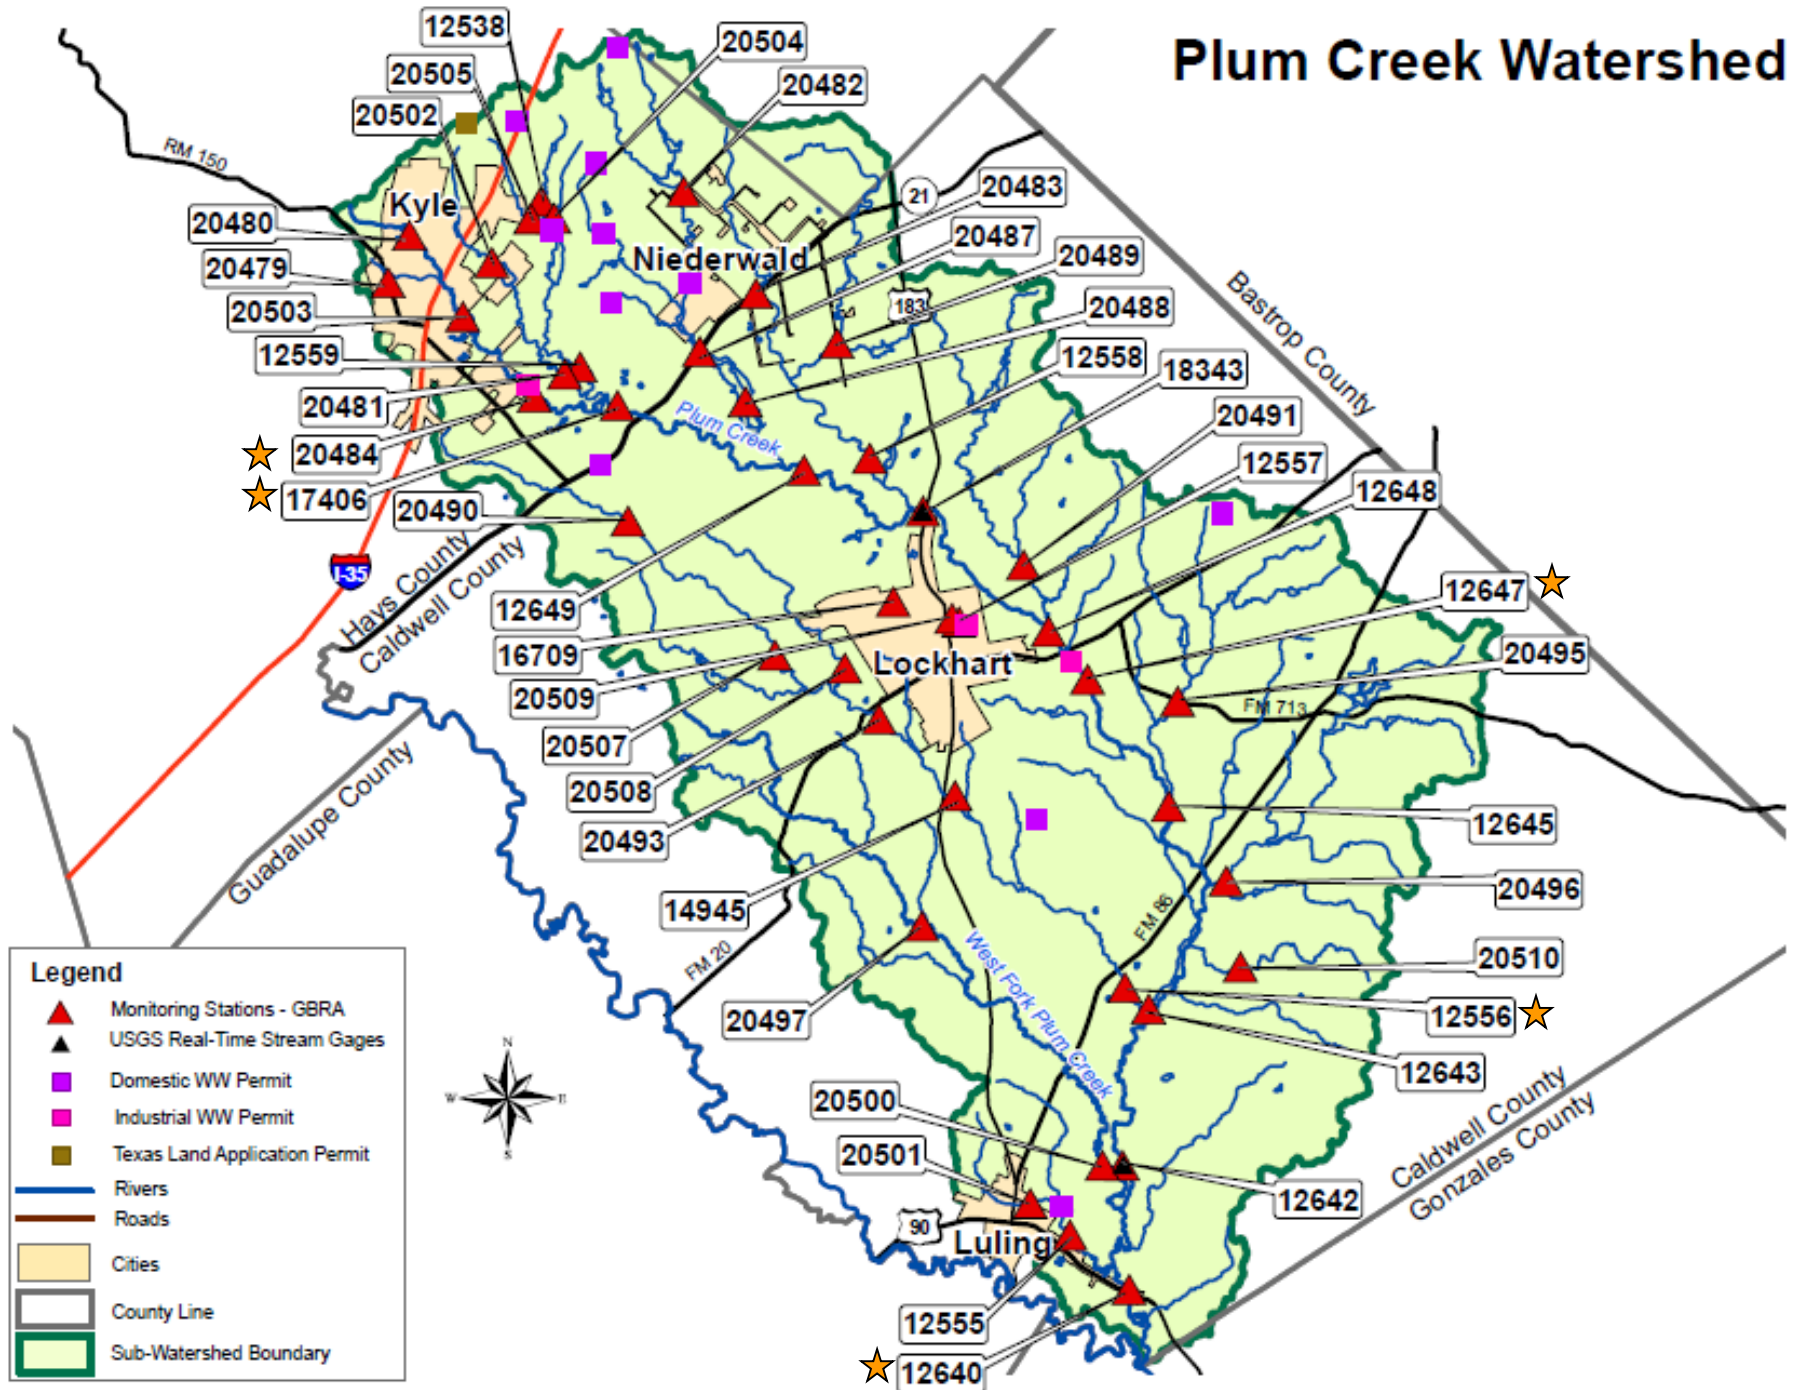 Plum Creek Watershed
12538
20504
20505
20482
20502
RM 150
Kyle
20483
21
20480
20487
Niederwald
20489
20479
183
20488
20503
Bastrop County
12559
12558
18343
20481
Plum Creek
20491
20484
12557
12648
17406
20490
I-35
Hays County
Caldwell County
12649
12647
16709
Lockhart
20495
20509
FM 713
20507
20508
Guadalupe County
20493
12645
14945
20496
FM 86
FM 20
West Fork Plum Creek
20510
20497
12556
12643
20500
Caldwell County
Gonzales County
20501
12642
90
Luling
12555
12640
N
W
E
S
Legend
Monitoring Stations - GBRA
USGS Real-Time Stream Gages
Domestic WW Permit
Industrial WW Permit
Texas Land Application Permit
Rivers
Roads
Cities
County Line
Sub-Watershed Boundary